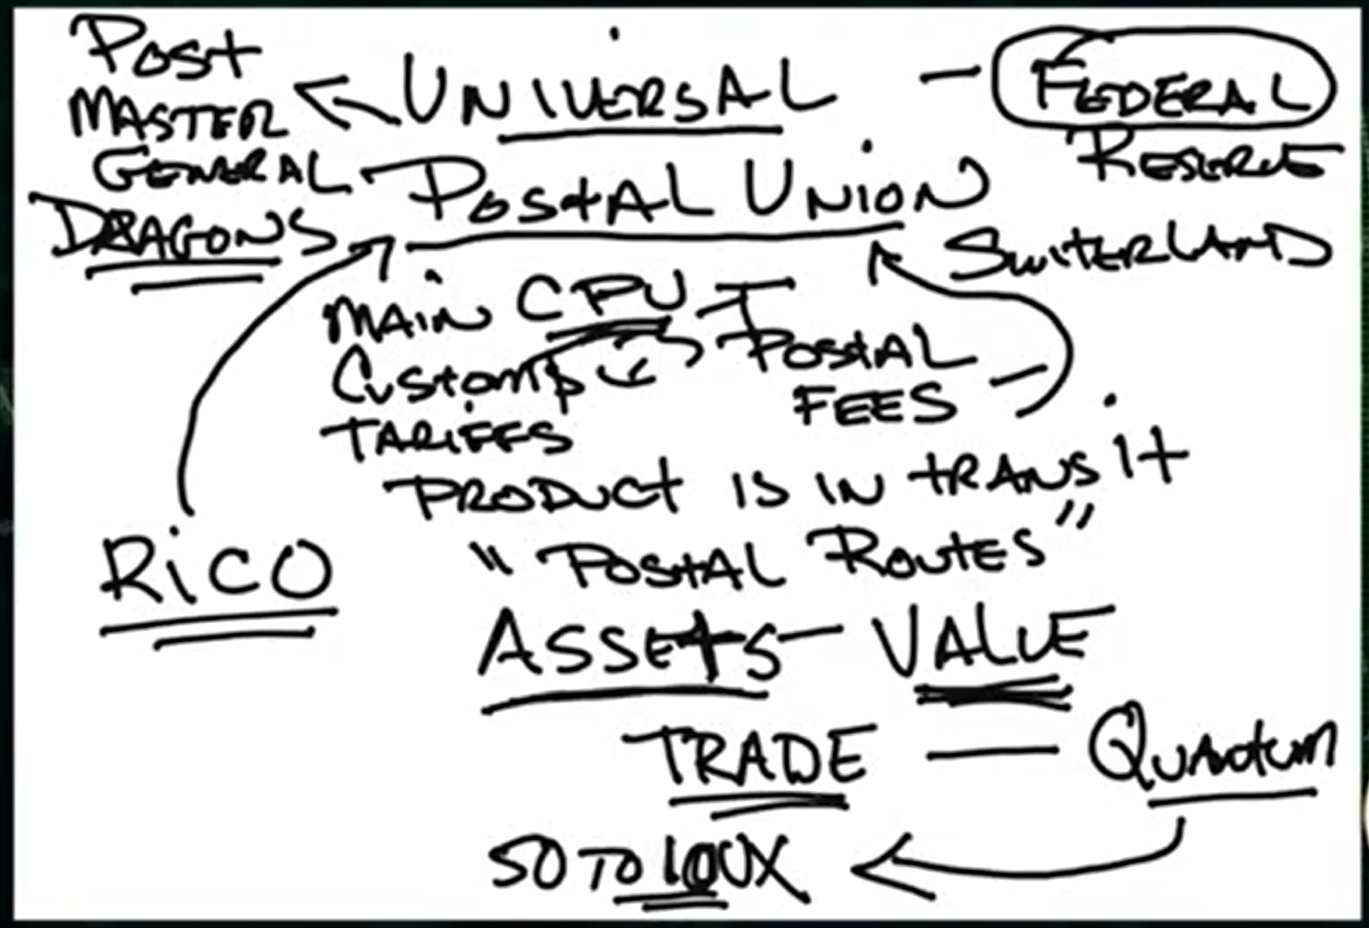 POST
MASTER
GENERAL
DRAGONS
UNIVERSAL — FEDERAL
RESERVE
POSTAL UNION
SWITERLAND
MAIN CPU
CUSTOMS
TARIFFS
POSTAL
FEES
PRODUCT IS IN TRANSIT
"POSTAL ROUTES"
RICO
ASSETS — VALUE
TRADE — QUANTUM
50 TO 100X